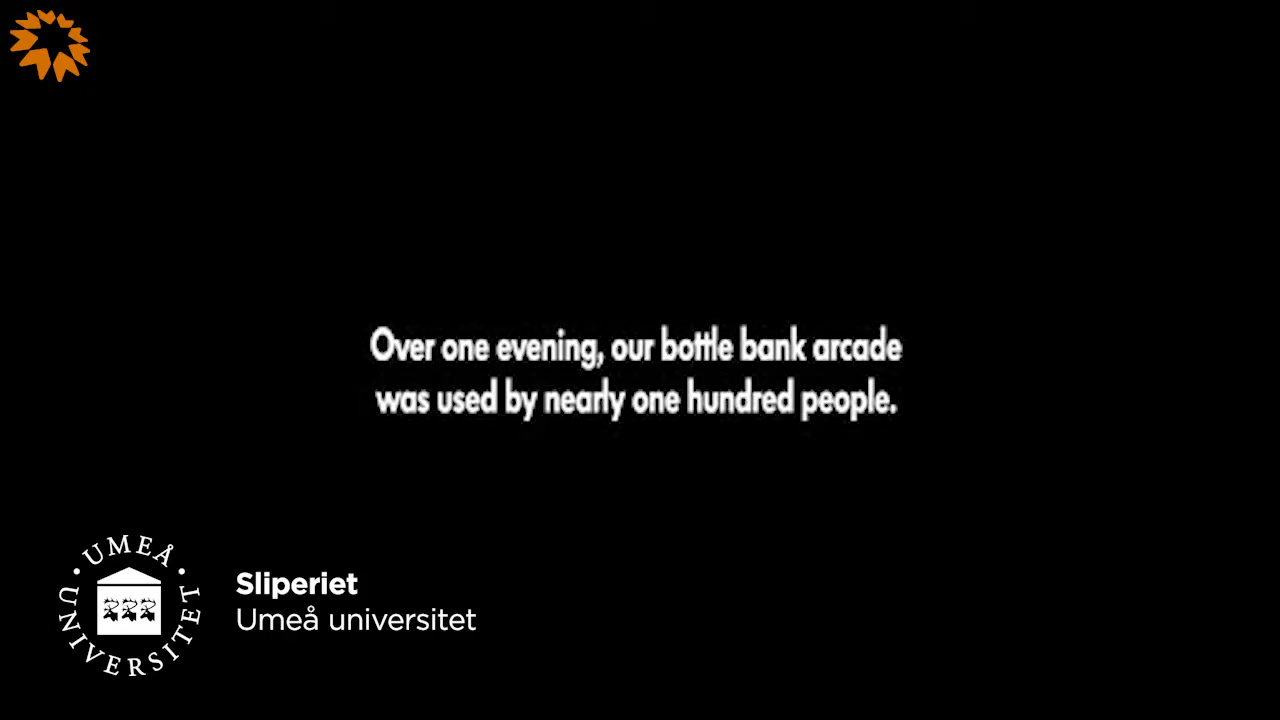 Over one evening, our bottle bank arcade
was used by nearly one hundred people.
UMEÅ
UNIVERSITET
Sliperiet
Umeå universitet